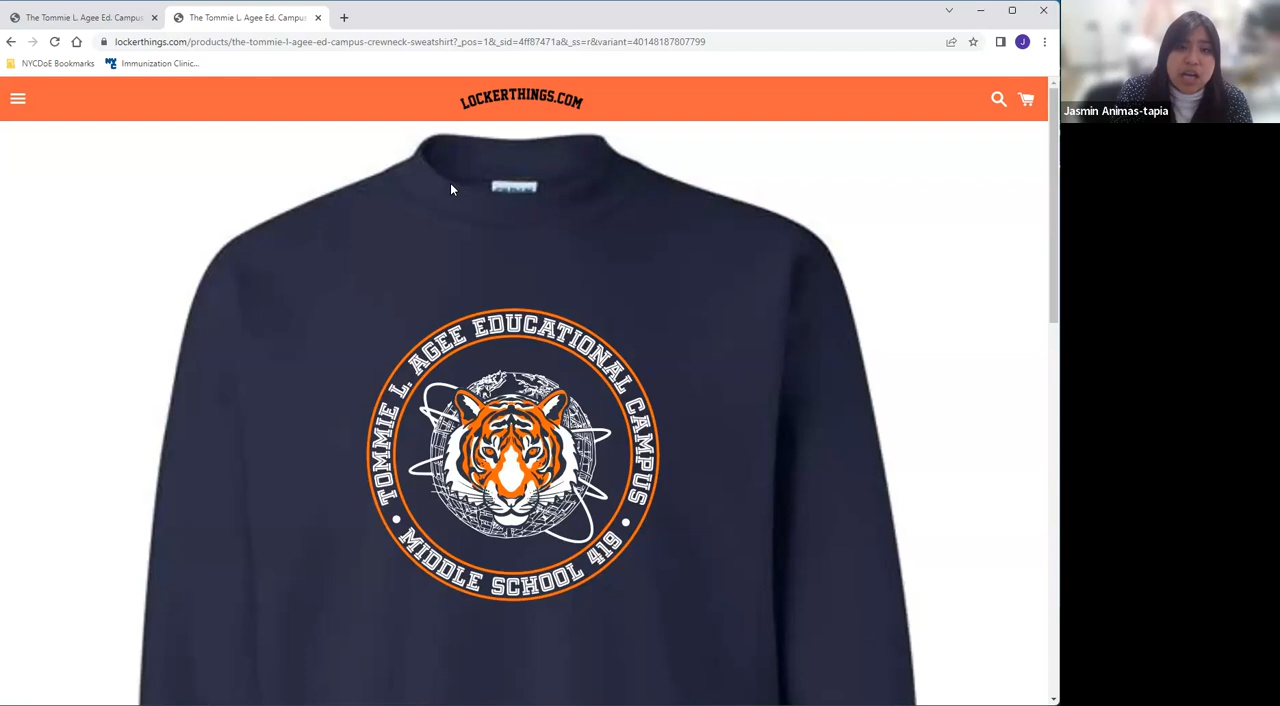 The Tommie L. Agee Ed. Campus
The Tommie L. Agee Ed. Campus
lockerthings.com/products/the-tommie-l-agee-ed-campus-crewneck-sweatshirt?_pos=1&_sid=4ff87471a&_ss=r&variant=40148187807799
J
NYCDoE Bookmarks
Immunization Clinic...
LOCKERTHINGS.COM
TOMMIE L. AGEE EDUCATIONAL CAMPUS
• MIDDLE SCHOOL 419 •
Jasmin Animas-tapia